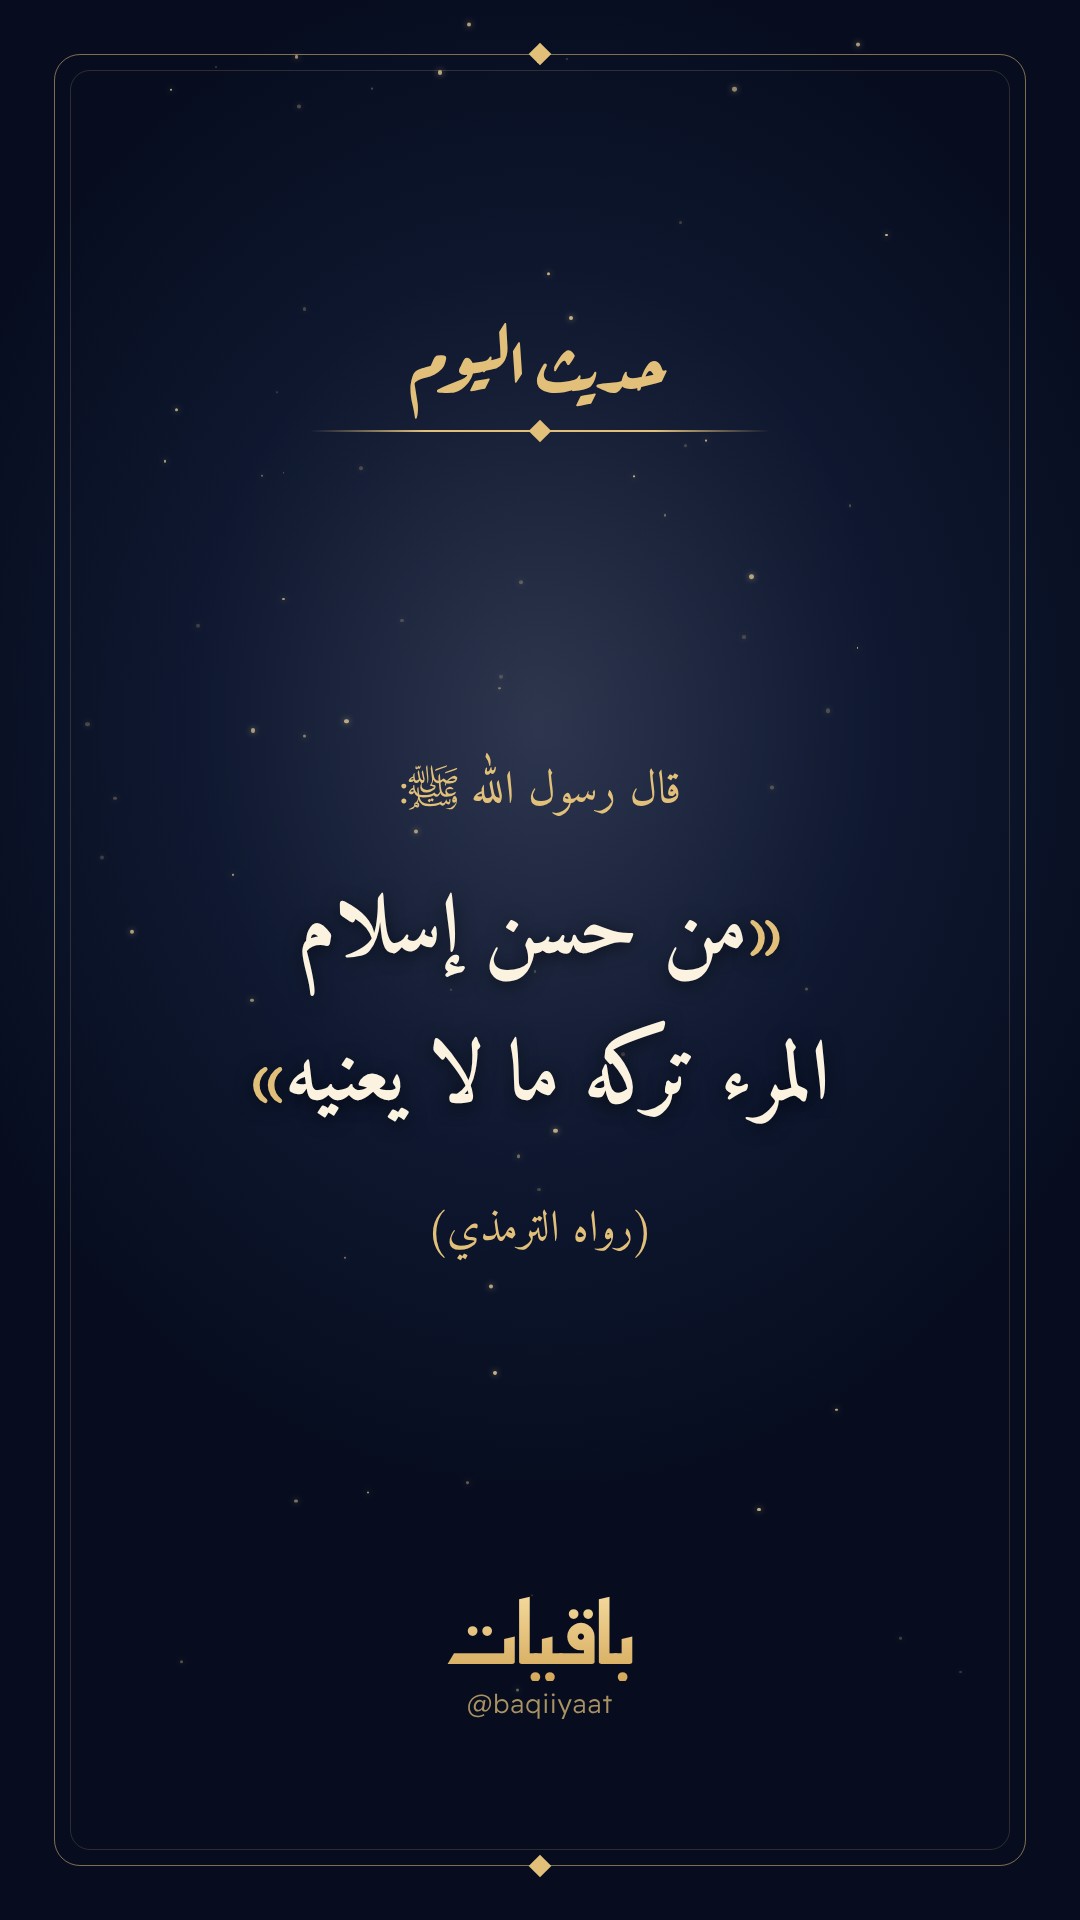 حديث اليوم
قال رسول الله ﷺ:
«من حسن إسلام
المرء تركه ما لا يعنيه»
(رواه الترمذي)
باقيات
@baqiiyaat